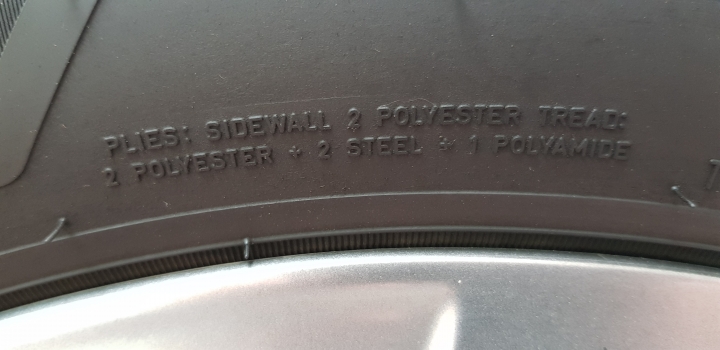 PLIES: SIDEWALL 2 POLYESTER TREAD:
2 POLYESTER + 2 STEEL + 1 POLYAMIDE